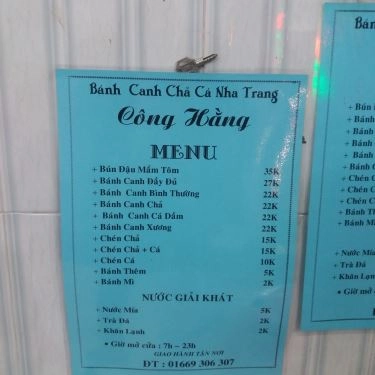 Bánh Canh Chả Cá Nha Trang
Công Hằng
MENU
+ Bún Đậu Mắm Tôm 35K
+ Bánh Canh Đầy Đủ 27K
+ Bánh Canh Bình Thường 22K
+ Bánh Canh Chả 22K
+ Bánh Canh Cá Dầm 22K
+ Bánh Canh Xương 22K
+ Chén Chả 15K
+ Chén Chả + Cá 15K
+ Chén Cá 10K
+ Bánh Thêm 5K
+ Bánh Mì 2K
NƯỚC GIẢI KHÁT
+ Nước Mía 5K
+ Trà Đá 2K
+ Khăn Lạnh 2K
• Giờ mở cửa : 7h – 23h
GIAO HÀNG TẬN NƠI
ĐT : 01669 306 307
Bánh
+ Bún
+ Bánh
+ Bánh
+ Bánh
+ Bánh
+ Bánh
+ Chén
+ Chén
+ Chén
+ Bánh Th
+ Bánh M
+ Nước Mía
+ Trà Đá
+ Khăn Lạnh
• Giờ mở